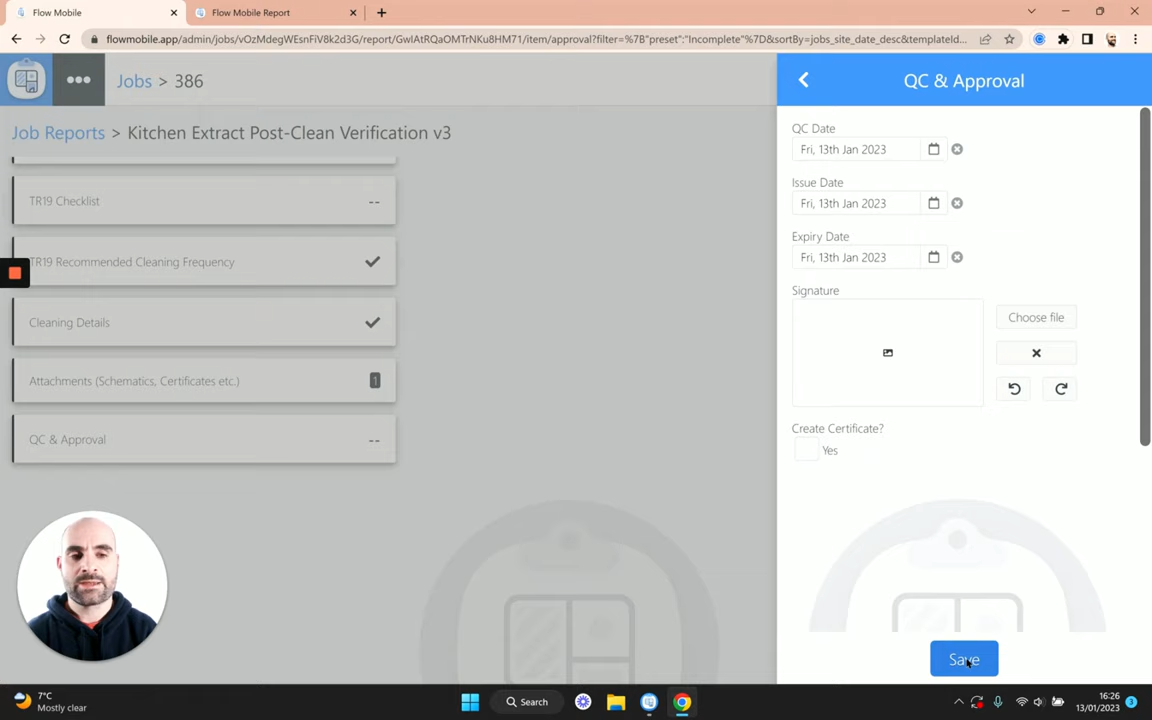 Flow Mobile
Flow Mobile Report
flowmobile.app/admin/jobs/vOzMdegWEsnFiV8k2d3G/report/GwIAtRQaOMTrNKu8HM71/item/approval?filter=%7B"preset":"Incomplete"%7D&sortBy=jobs_site_date_desc&templateId...
Jobs > 386
QC & Approval
Job Reports > Kitchen Extract Post-Clean Verification v3
QC Date
Fri, 13th Jan 2023
Issue Date
Fri, 13th Jan 2023
Expiry Date
Fri, 13th Jan 2023
Signature
Choose file
Create Certificate?
Yes
Save
TR19 Checklist --
TR19 Recommended Cleaning Frequency
Cleaning Details
Attachments (Schematics, Certificates etc.) 1
QC & Approval --
7°C
Mostly clear
Search
16:26
13/01/2023
3